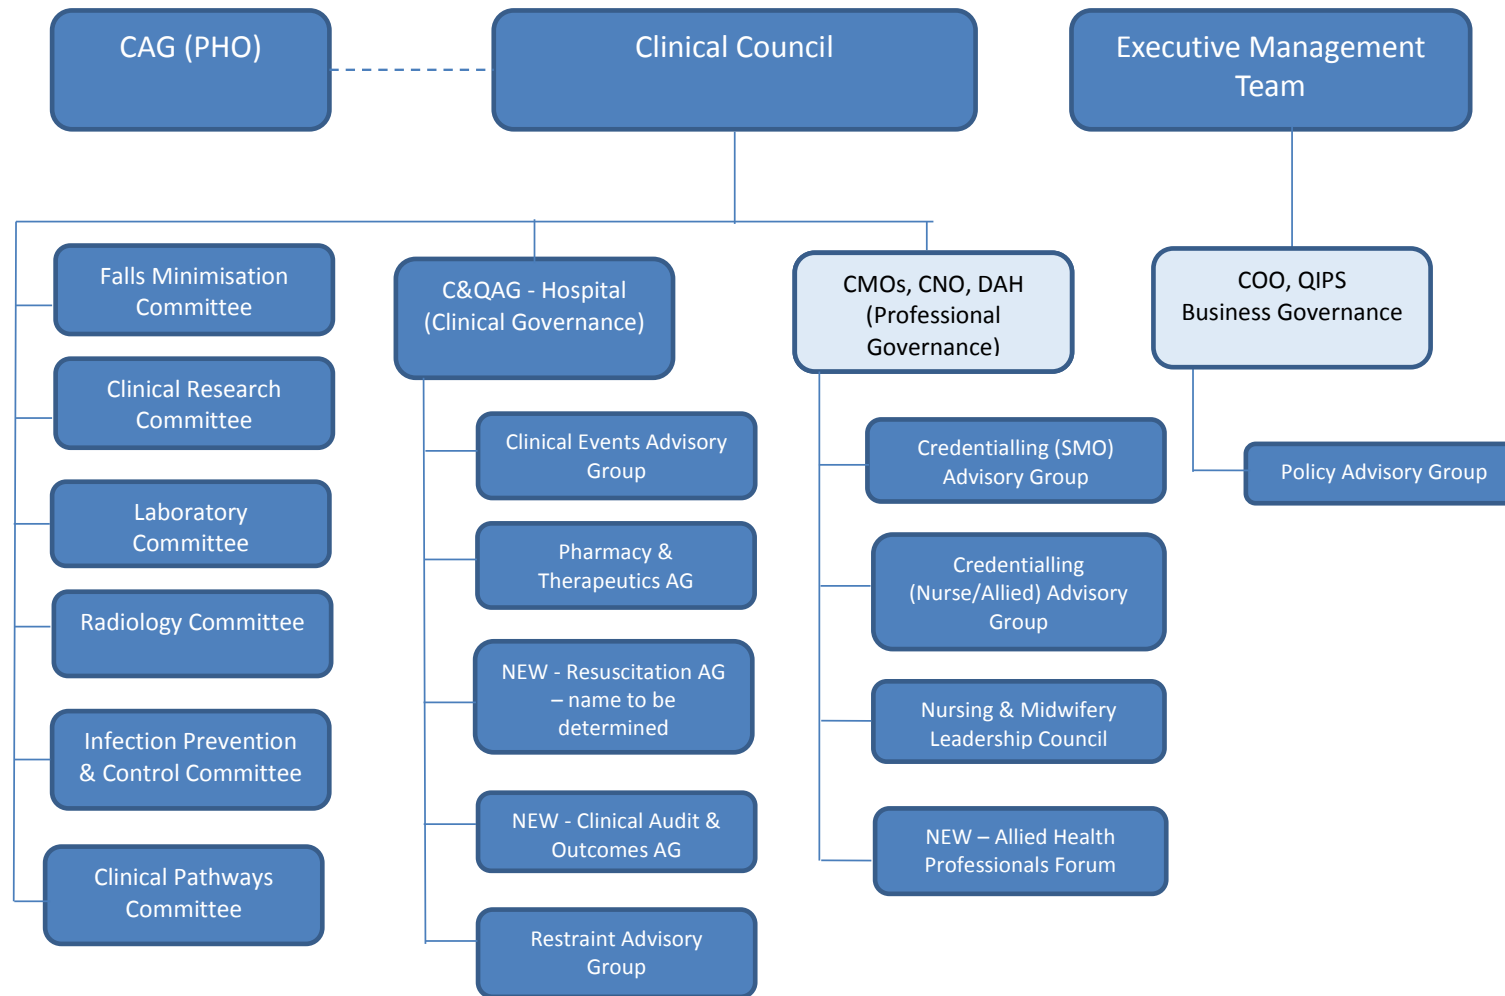 CAG (PHO)
Clinical Council
Executive Management
Team
Falls Minimisation
Committee
Clinical Research
Committee
Laboratory
Committee
Radiology Committee
Infection Prevention
& Control Committee
Clinical Pathways
Committee
C&QAG - Hospital
(Clinical Governance)
Clinical Events Advisory
Group
Pharmacy &
Therapeutics AG
NEW - Resuscitation AG
– name to be
determined
NEW - Clinical Audit &
Outcomes AG
Restraint Advisory
Group
CMOs, CNO, DAH
(Professional
Governance)
Credentialling (SMO)
Advisory Group
Credentialling
(Nurse/Allied) Advisory
Group
Nursing & Midwifery
Leadership Council
NEW – Allied Health
Professionals Forum
COO, QIPS
Business Governance
Policy Advisory Group